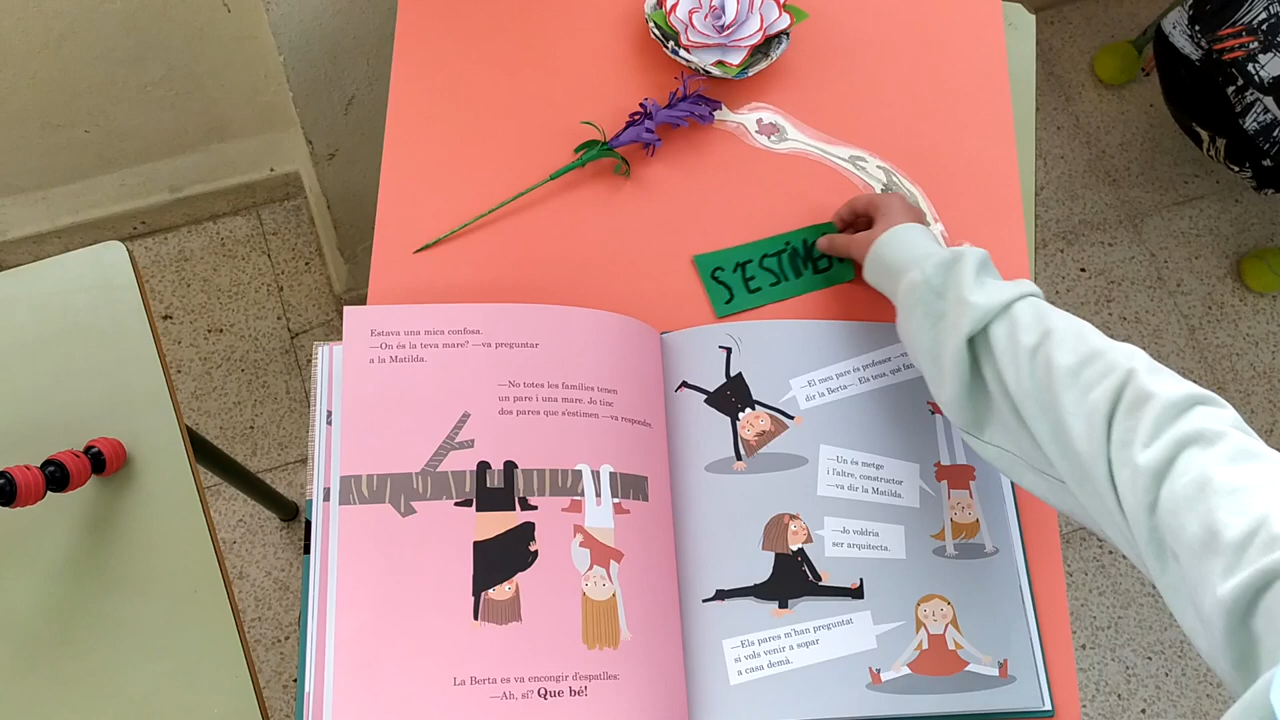 S'ESTIMEN
Estava una mica confosa.
—On és la teva mare? —va preguntar
a la Matilda.
—No totes les famílies tenen
un pare i una mare. Jo tinc
dos pares que s'estimen —va respondre.
La Berta es va encongir d'espatlles:
—Ah, sí? Que bé!
—El meu pare és professor —va
dir la Berta—. Els teus, què fan
—Un és metge
i l'altre, constructor
—va dir la Matilda.
—Jo voldria
ser arquitecta.
—Els pares m'han preguntat
si vols venir a sopar
a casa demà.